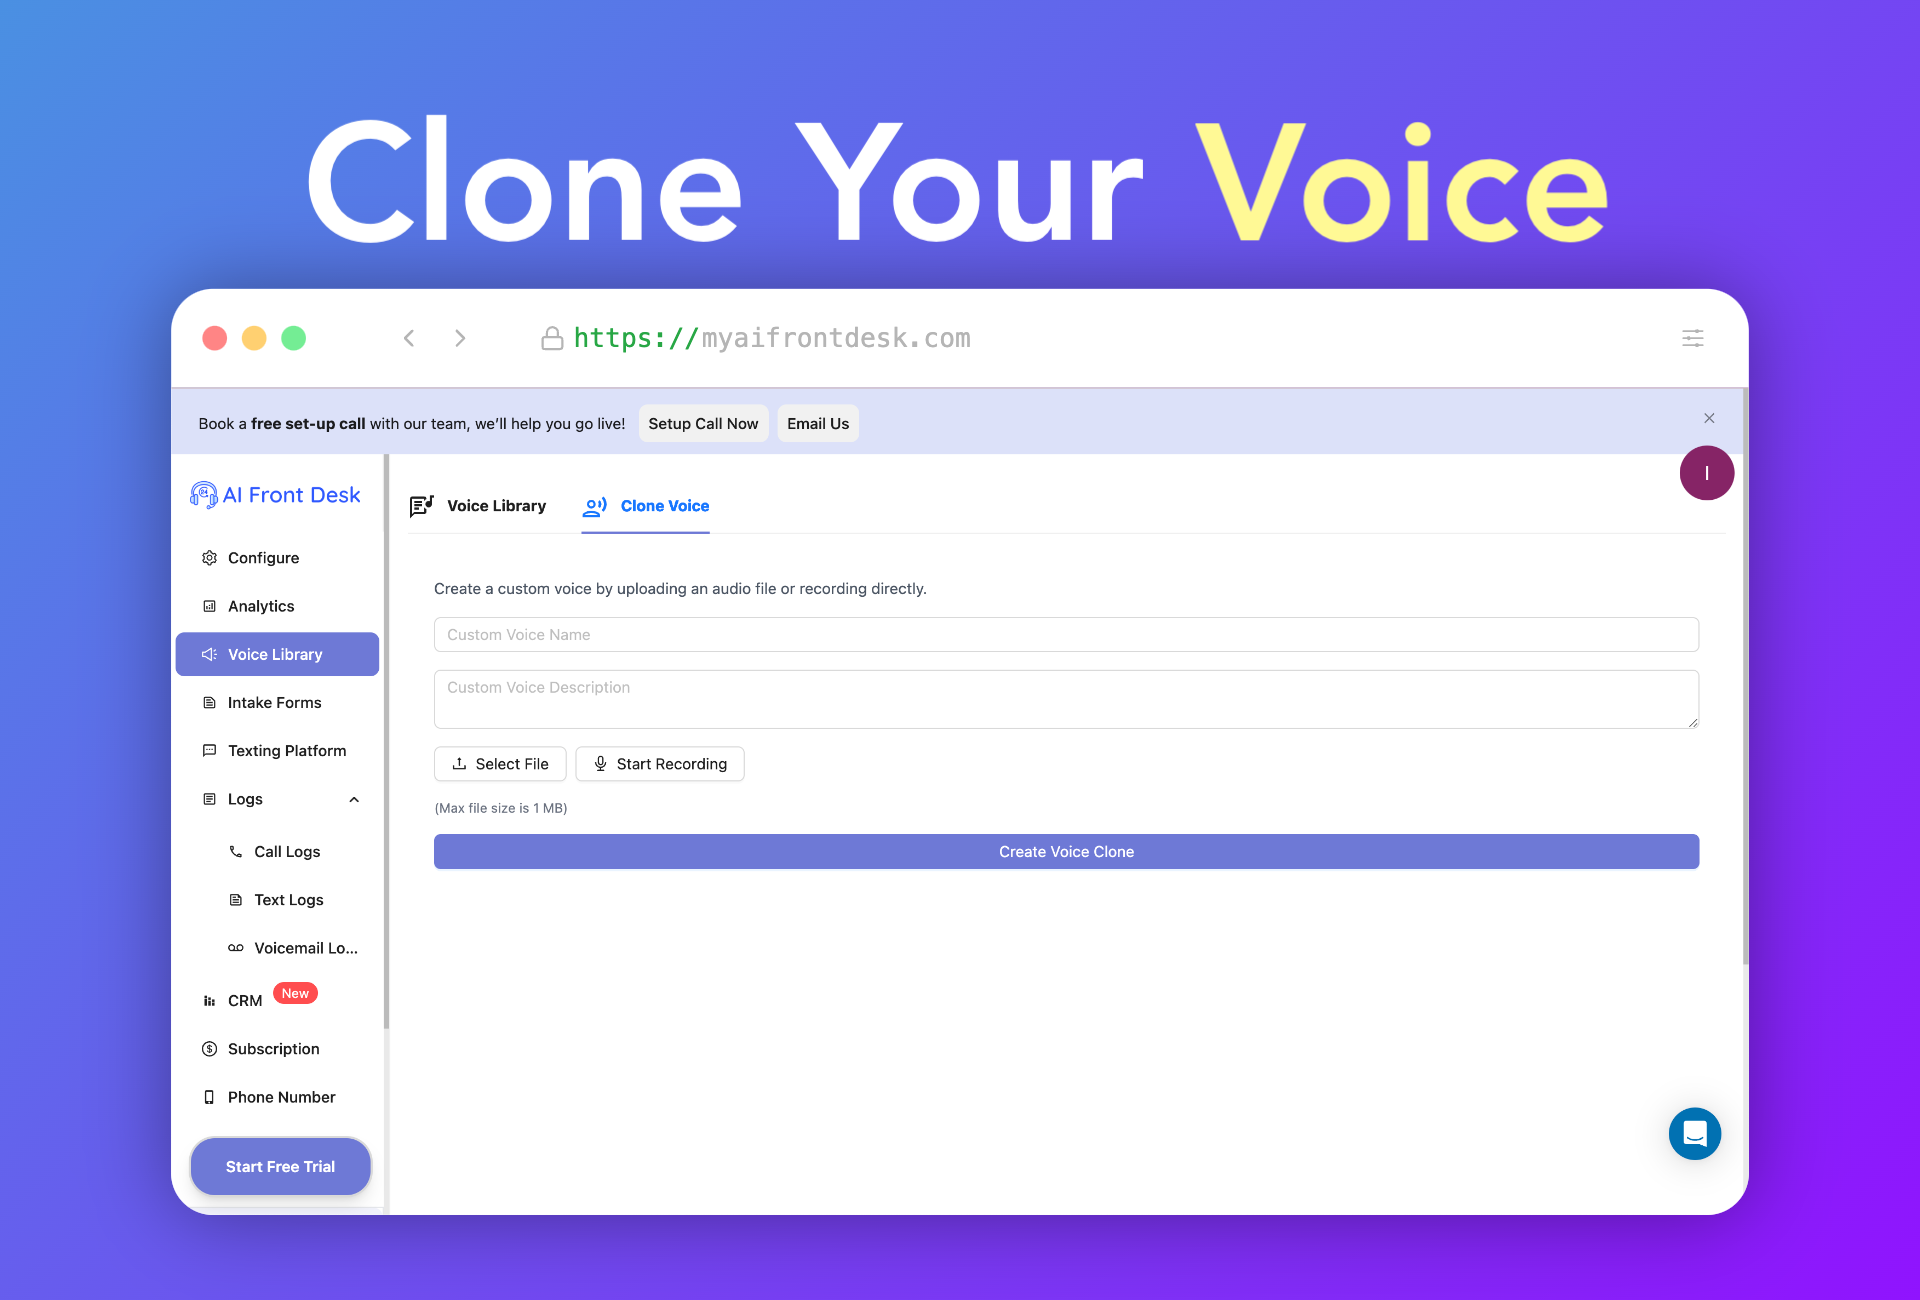 Clone Your Voice
https://myaifrontdesk.com
Book a free set-up call with our team, we'll help you go live! Setup Call Now Email Us
I
AI Front Desk
Configure
Analytics
Voice Library
Intake Forms
Texting Platform
Logs
Call Logs
Text Logs
Voicemail Lo...
CRM New
Subscription
Phone Number
Start Free Trial
Voice Library Clone Voice
Create a custom voice by uploading an audio file or recording directly.
Custom Voice Name
Custom Voice Description
Select File Start Recording
(Max file size is 1 MB)
Create Voice Clone